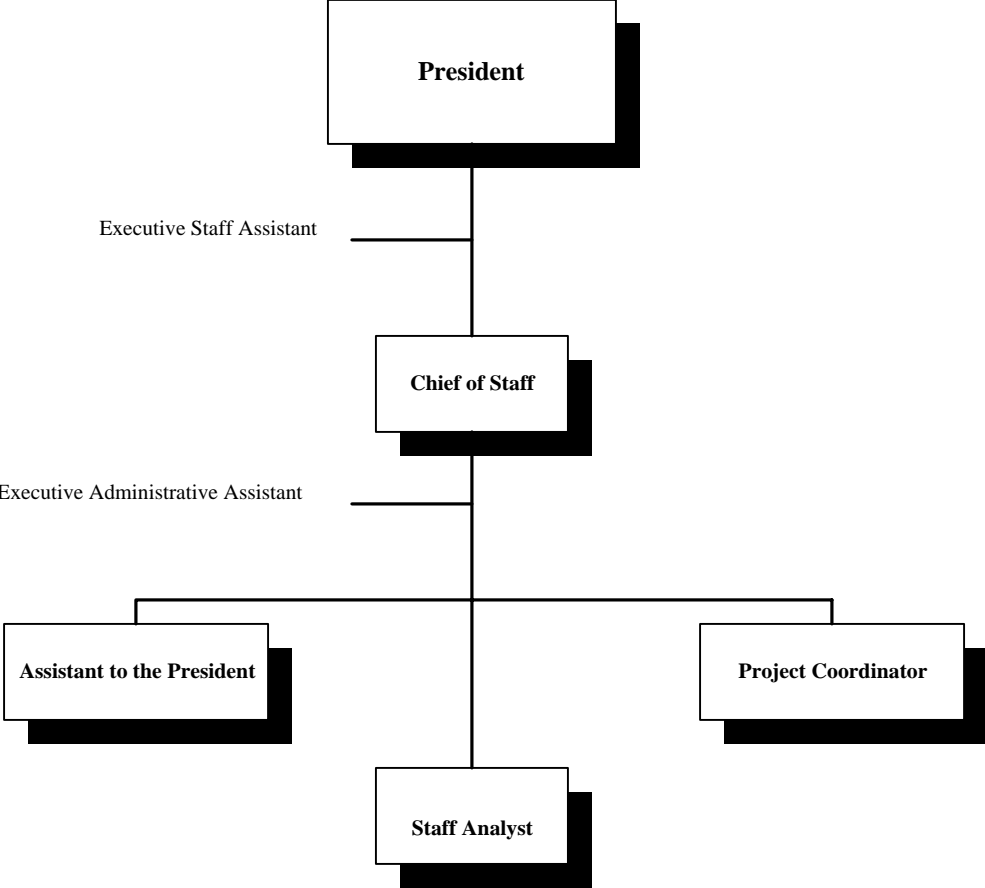 President
Executive Staff Assistant
Chief of Staff
Executive Administrative Assistant
Assistant to the President
Project Coordinator
Staff Analyst